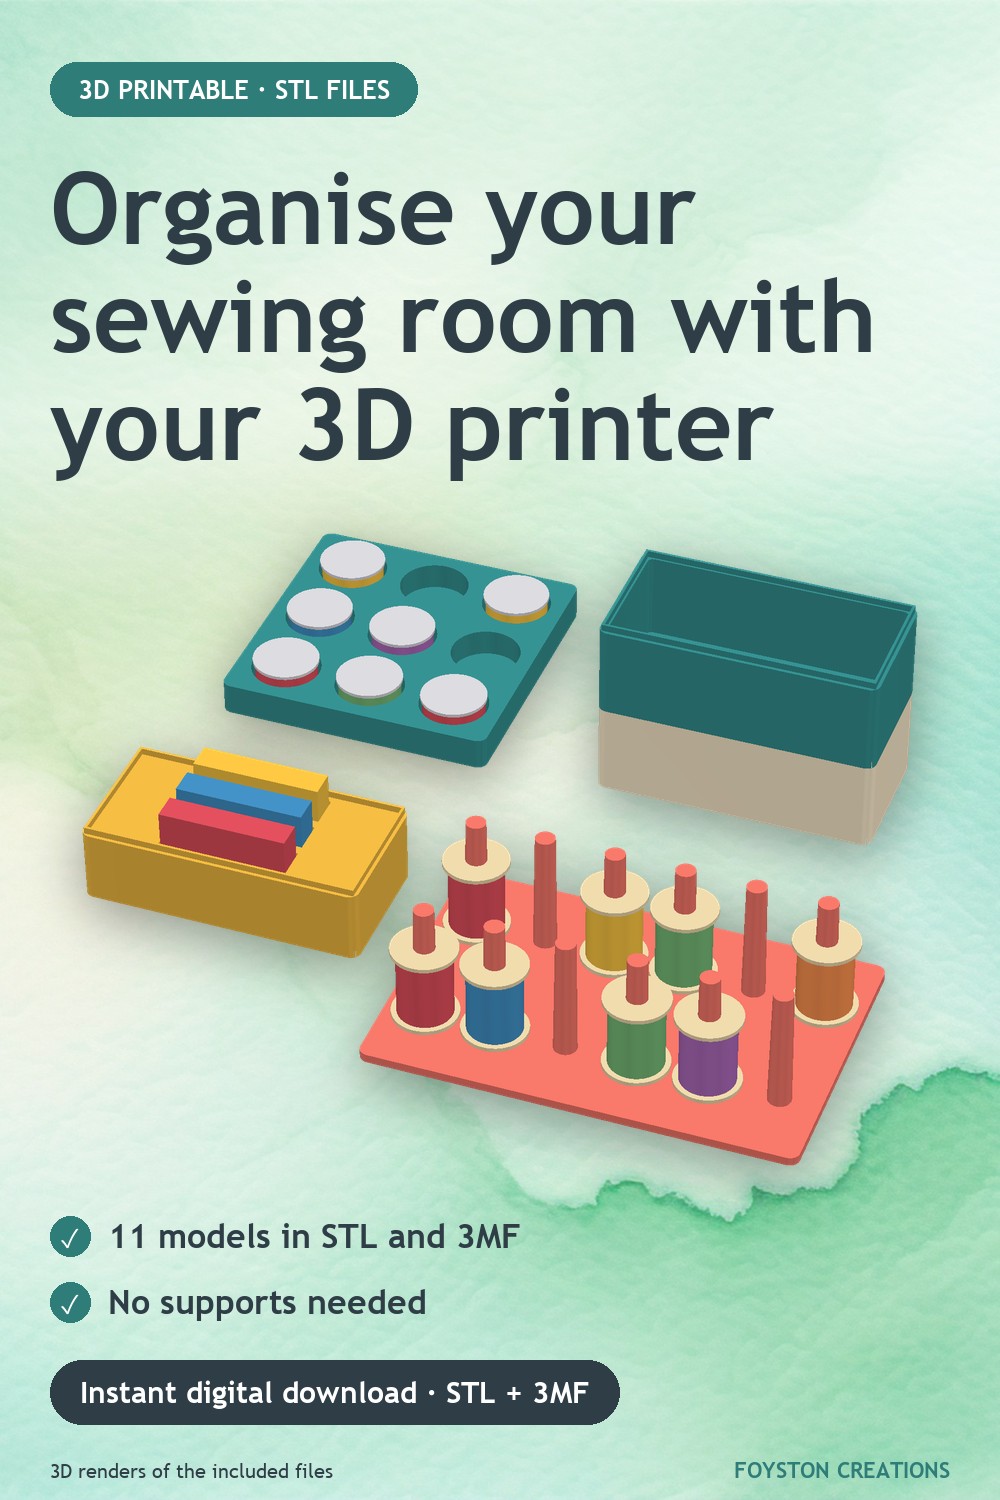 3D PRINTABLE · STL FILES
Organise your
sewing room with
your 3D printer
✓ 11 models in STL and 3MF
✓ No supports needed
Instant digital download · STL + 3MF
3D renders of the included files
FOYSTON CREATIONS